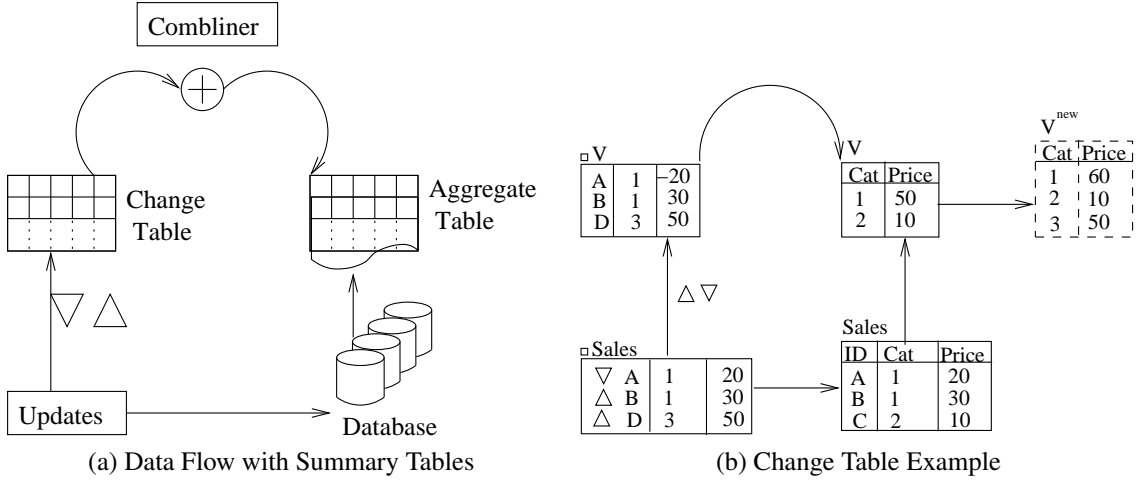 Combliner
Change
Table
Aggregate
Table
Updates
Database
(a) Data Flow with Summary Tables
□ V
A 1 –20
B 1 30
D 3 50
V
Cat Price
1 50
2 10
V new
Cat Price
1 60
2 10
3 50
□ Sales
▽ A 1 20
△ B 1 30
△ D 3 50
Sales
ID Cat Price
A 1 20
B 1 30
C 2 10
(b) Change Table Example